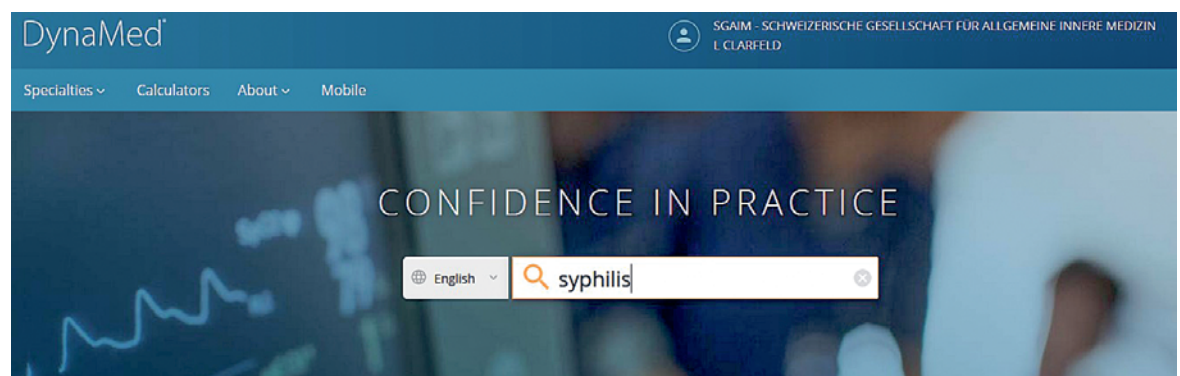 DynaMed
SGAIM - SCHWEIZERISCHE GESELLSCHAFT FÜR ALLGEMEINE INNERE MEDIZIN
L CLARFELD
Specialties Calculators About Mobile
CONFIDENCE IN PRACTICE
English syphilis